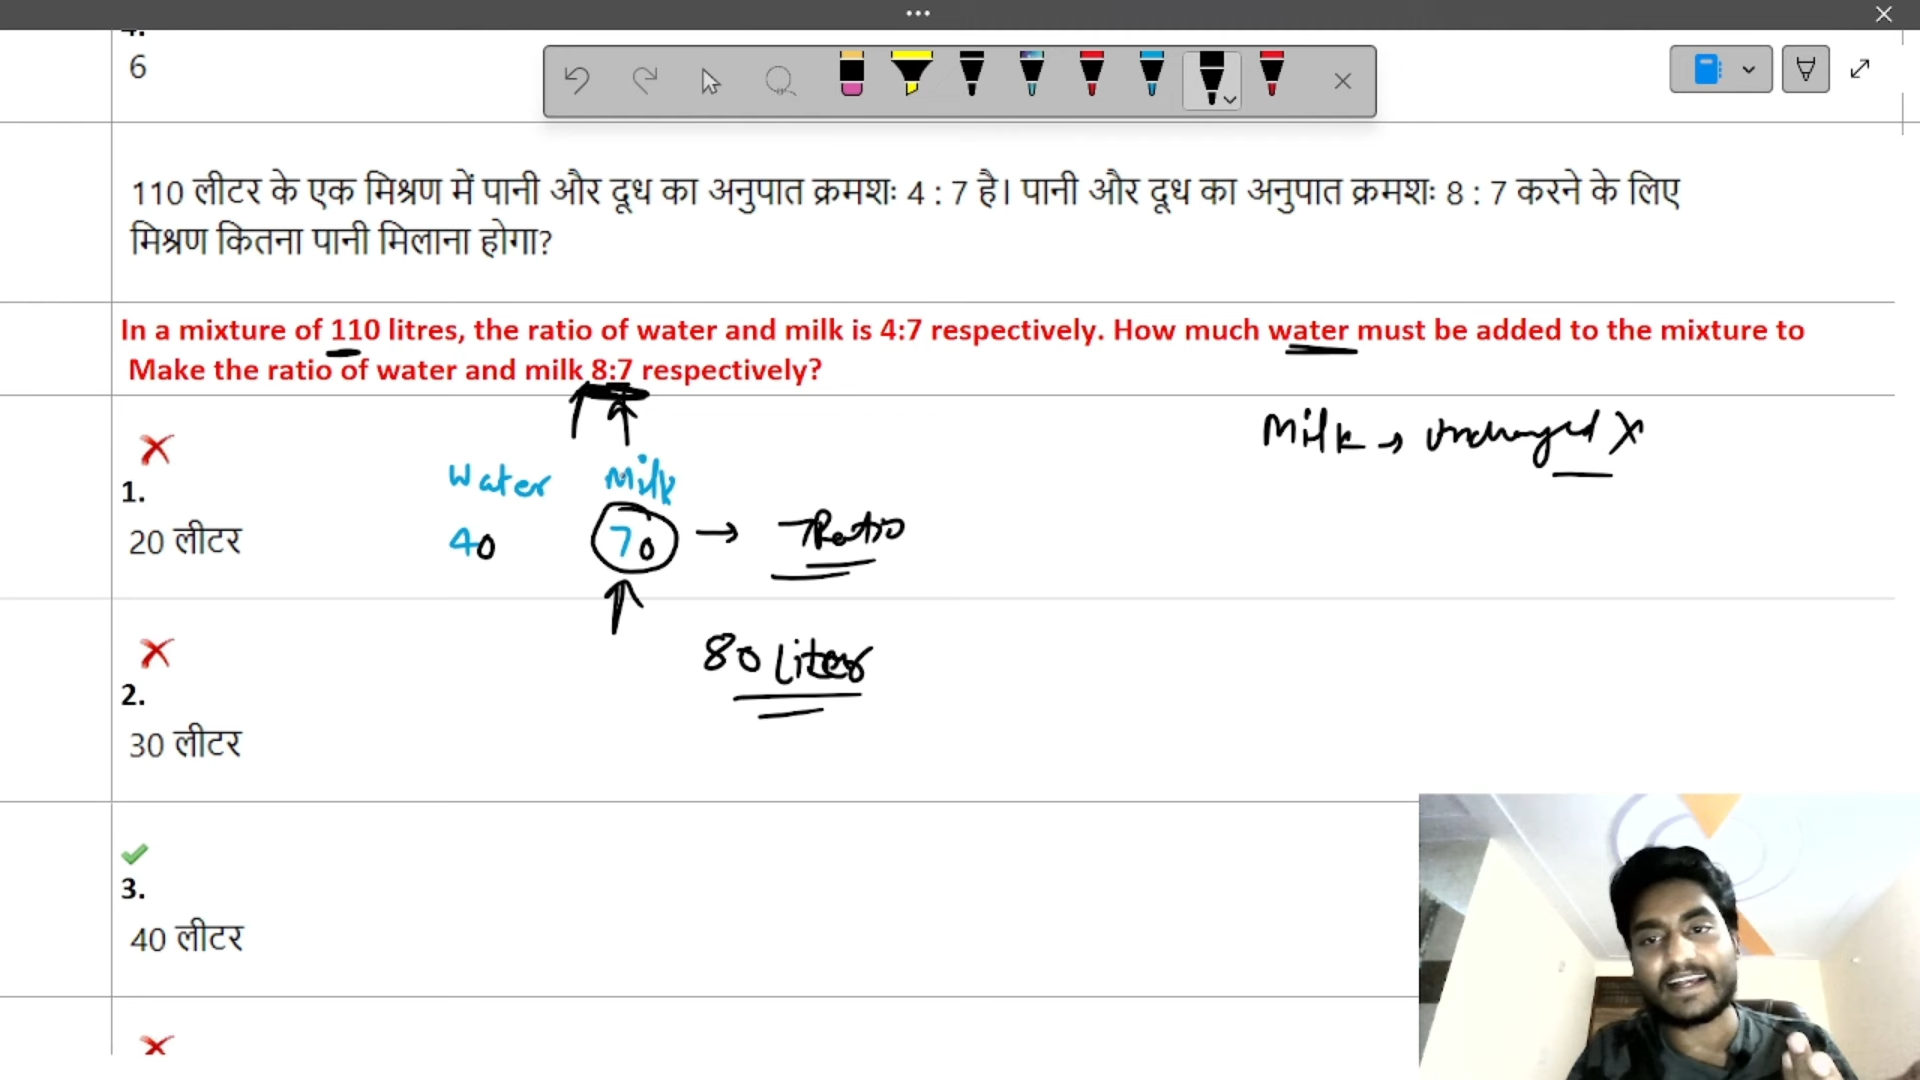 6
110 लीटर के एक मिश्रण में पानी और दूध का अनुपात क्रमशः 4 : 7 है। पानी और दूध का अनुपात क्रमशः 8 : 7 करने के लिए
मिश्रण कितना पानी मिलाना होगा?
In a mixture of 110 litres, the ratio of water and milk is 4:7 respectively. How much water must be added to the mixture to
Make the ratio of water and milk 8:7 respectively?
Milk → Unchanged
Water Milk
1.
40 70 → 7Ratio
20 लीटर
80 Liter
2.
30 लीटर
3.
40 लीटर